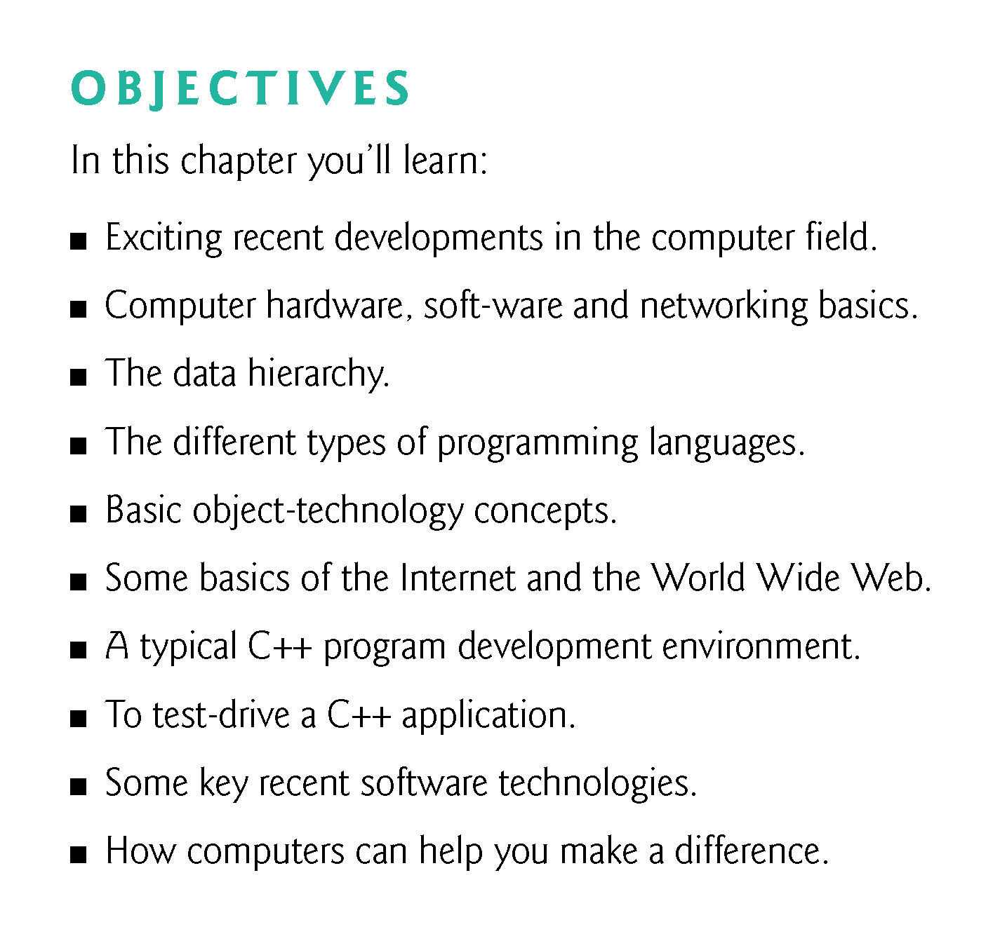 OBJECTIVES
In this chapter you’ll learn:
■ Exciting recent developments in the computer field.
■ Computer hardware, soft-ware and networking basics.
■ The data hierarchy.
■ The different types of programming languages.
■ Basic object-technology concepts.
■ Some basics of the Internet and the World Wide Web.
■ A typical C++ program development environment.
■ To test-drive a C++ application.
■ Some key recent software technologies.
■ How computers can help you make a difference.